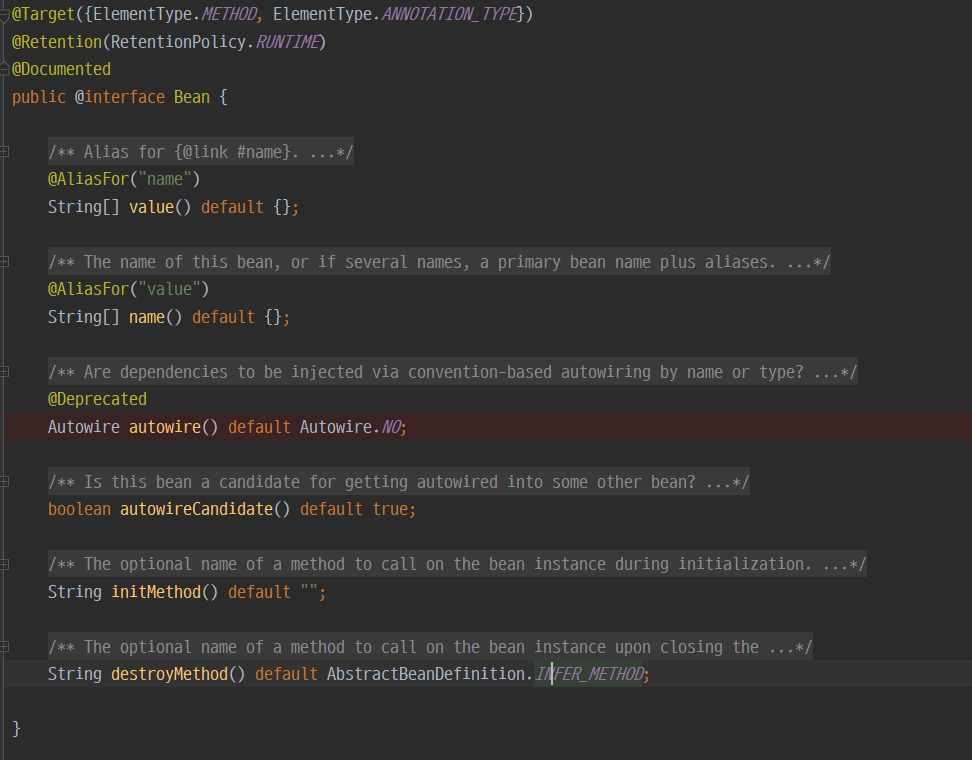 @Target({ElementType.METHOD, ElementType.ANNOTATION_TYPE})
@Retention(RetentionPolicy.RUNTIME)
@Documented
public @interface Bean {
/** Alias for {@link #name}. ...*/
@AliasFor("name")
String[] value() default {};
/** The name of this bean, or if several names, a primary bean name plus aliases. ...*/
@AliasFor("value")
String[] name() default {};
/** Are dependencies to be injected via convention-based autowiring by name or type? ...*/
@Deprecated
Autowire autowire() default Autowire.NO;
/** Is this bean a candidate for getting autowired into some other bean? ...*/
boolean autowireCandidate() default true;
/** The optional name of a method to call on the bean instance during initialization. ...*/
String initMethod() default "";
/** The optional name of a method to call on the bean instance upon closing the ...*/
String destroyMethod() default AbstractBeanDefinition.INFER_METHOD;
}